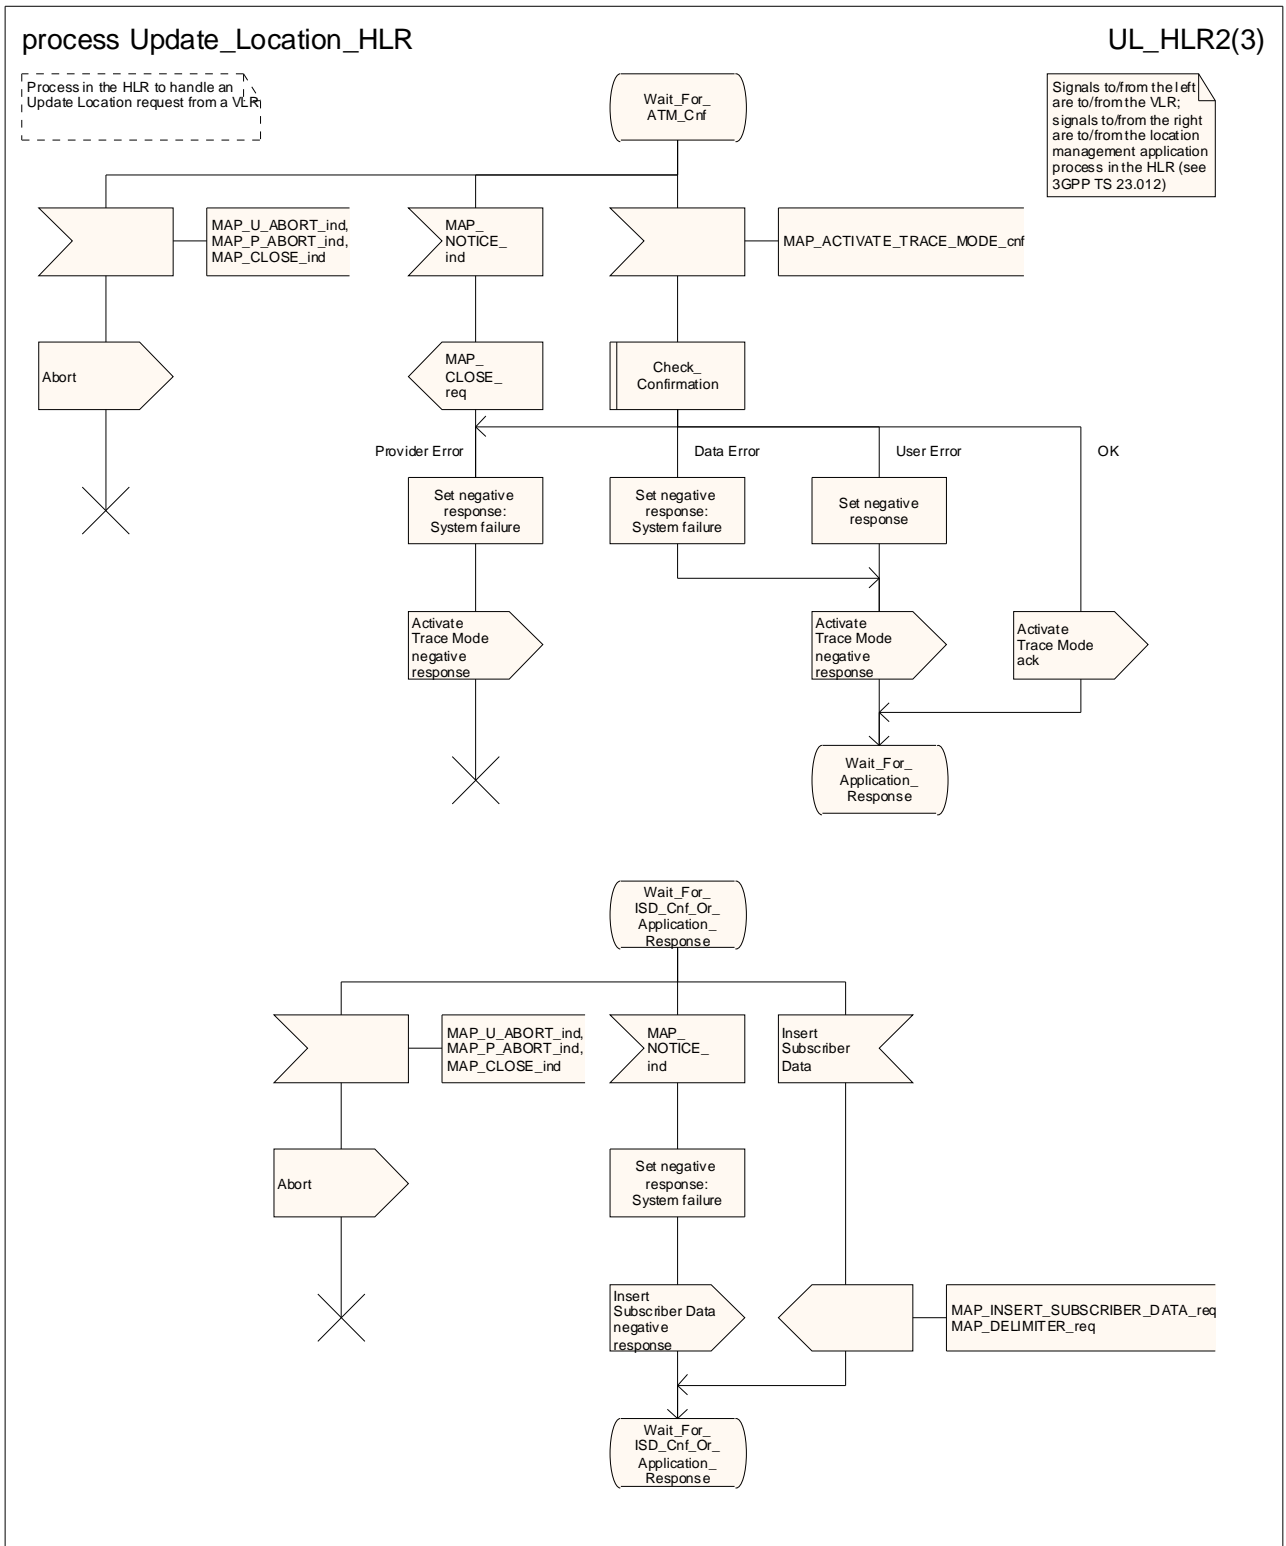 process Update_Location_HLR
UL_HLR2(3)
Process in the HLR to handle an
Update Location request from a VLR
Wait_For_
ATM_Cnf
Signals to/from the left
are to/from the VLR;
signals to/from the right
are to/from the location
management application
process in the HLR (see
3GPP TS 23.012)
MAP_U_ABORT_ind,
MAP_P_ABORT_ind,
MAP_CLOSE_ind
MAP_
NOTICE_
ind
MAP_ACTIVATE_TRACE_MODE_cnf
Abort
MAP_
CLOSE_
req
Check_
Confirmation
Provider Error
Data Error
User Error
OK
Set negative
response:
System failure
Set negative
response:
System failure
Set negative
response
Activate
Trace Mode
negative
response
Activate
Trace Mode
negative
response
Activate
Trace Mode
ack
Wait_For_
Application_
Response
Wait_For_
ISD_Cnf_Or_
Application_
Response
MAP_U_ABORT_ind,
MAP_P_ABORT_ind,
MAP_CLOSE_ind
MAP_
NOTICE_
ind
Insert
Subscriber
Data
Abort
Set negative
response:
System failure
Insert
Subscriber Data
negative
response
MAP_INSERT_SUBSCRIBER_DATA_req
MAP_DELIMITER_req
Wait_For_
ISD_Cnf_Or_
Application_
Response